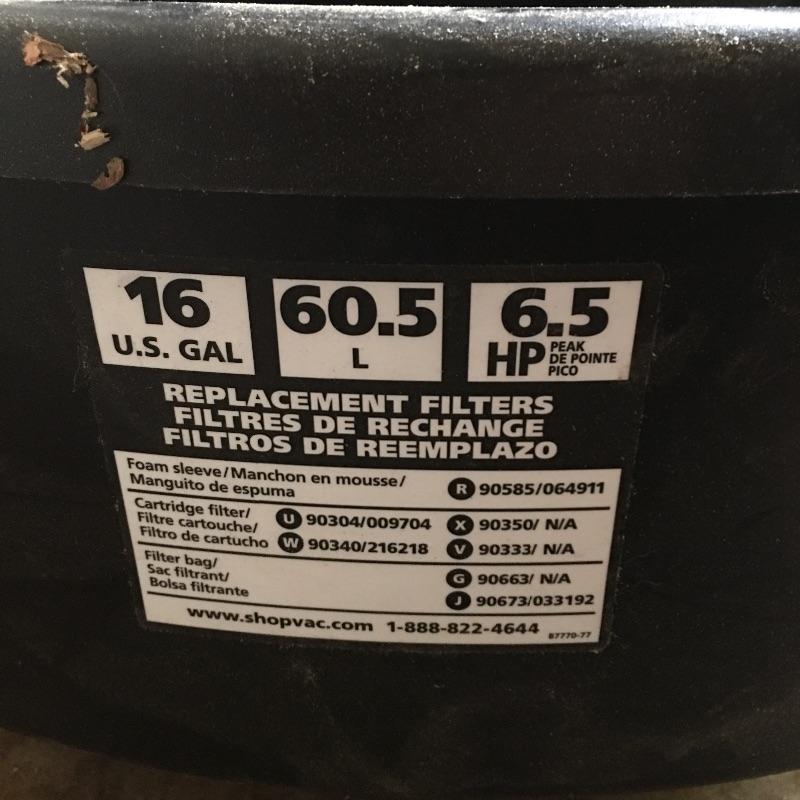 16
U.S. GAL
60.5
L
6.5
HP PEAK
DE POINTE
PICO
REPLACEMENT FILTERS
FILTRES DE RECHANGE
FILTROS DE REEMPLAZO
Foam sleeve/Manchon en mousse/
Manguito de espuma
R 90585/064911
Cartridge filter/
Filtre cartouche/
Filtro de cartucho
U 90304/009704
X 90350/ N/A
W 90340/216218
V 90333/ N/A
Filter bag/
Sac filtrant/
Bolsa filtrante
G 90663/ N/A
J 90673/033192
www.shopvac.com 1-888-822-4644
87770-77